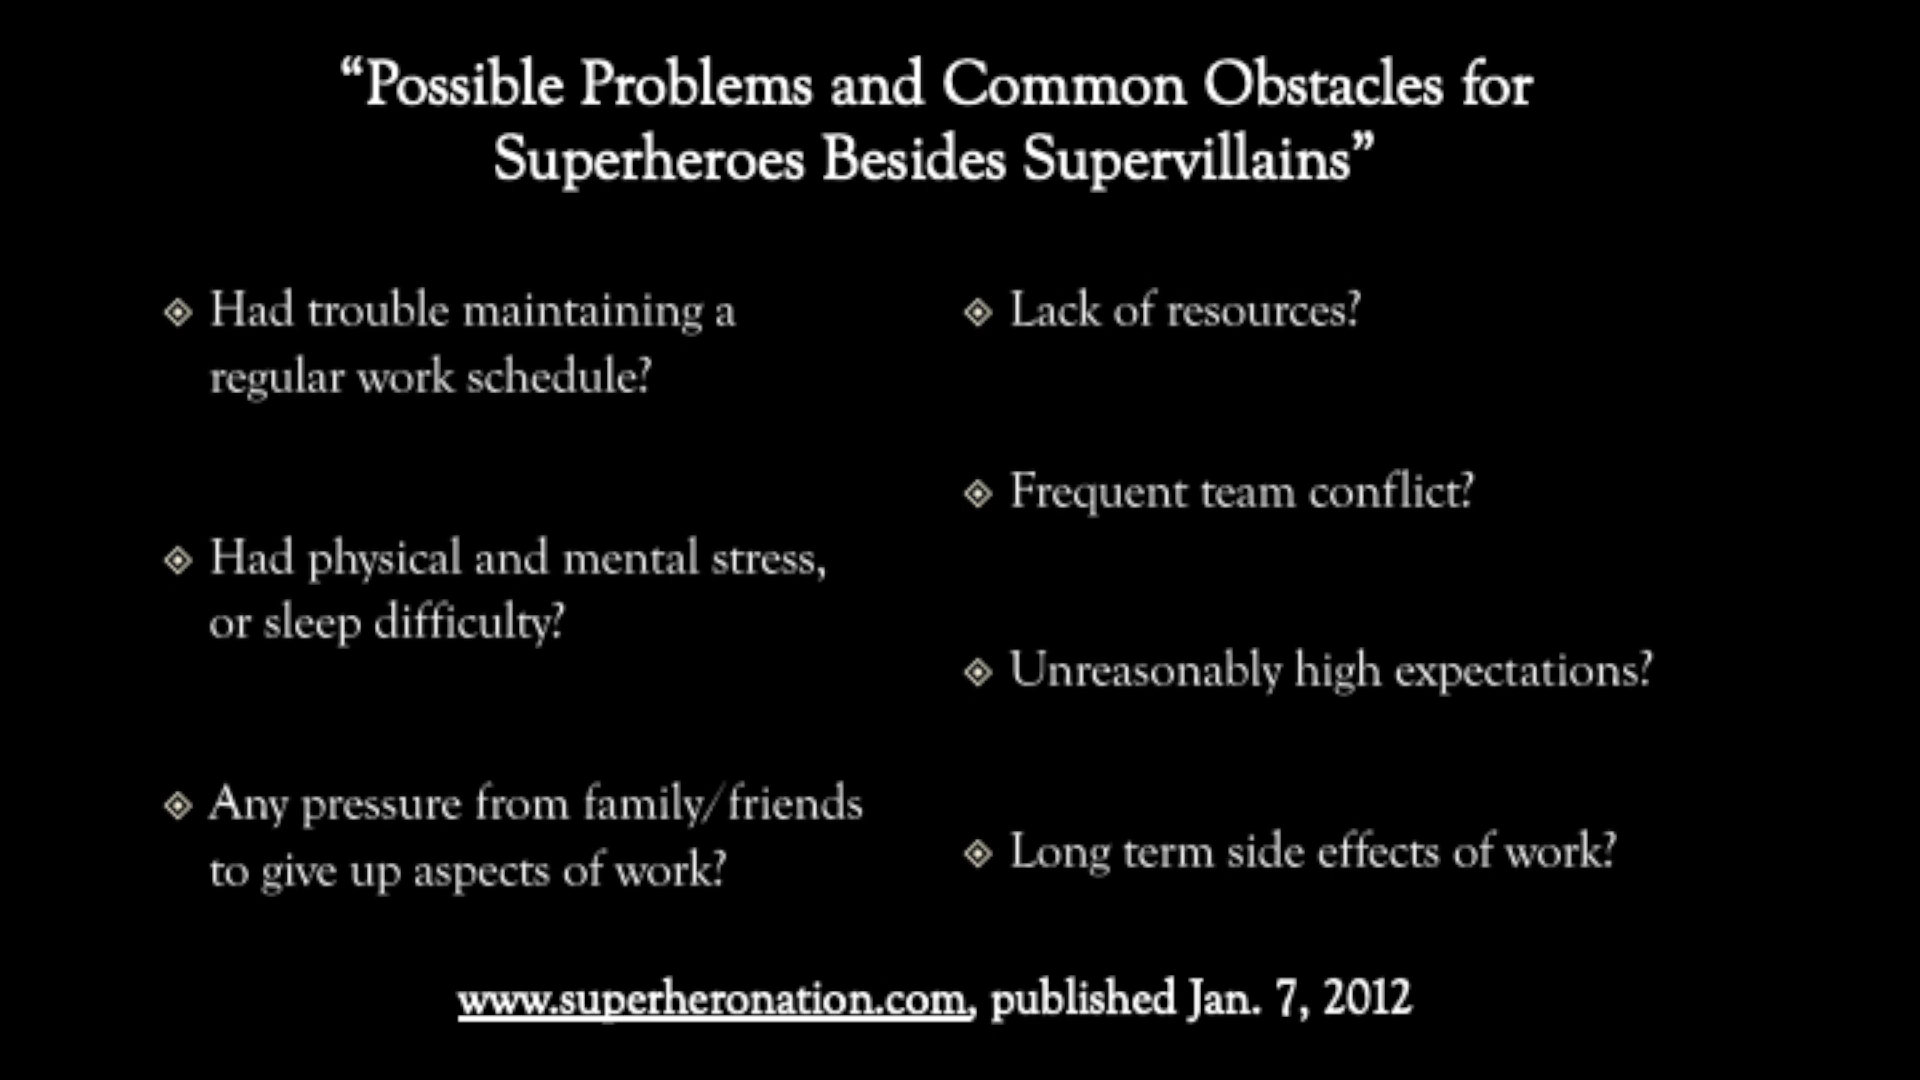 “Possible Problems and Common Obstacles for
Superheroes Besides Supervillains”
Had trouble maintaining a
regular work schedule?
Had physical and mental stress,
or sleep difficulty?
Any pressure from family/friends
to give up aspects of work?
Lack of resources?
Frequent team conflict?
Unreasonably high expectations?
Long term side effects of work?
www.superheronation.com, published Jan. 7, 2012